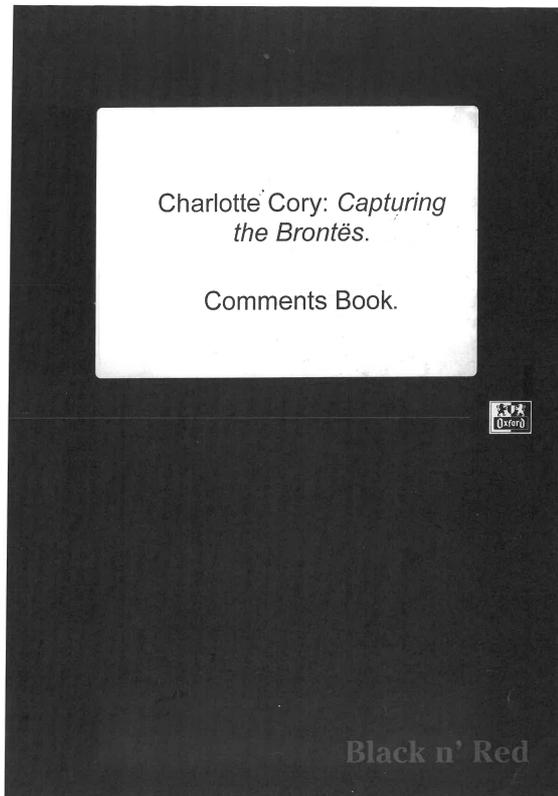 Charlotte Cory: Capturing
the Brontës.
Comments Book.
Oxford
Black n' Red